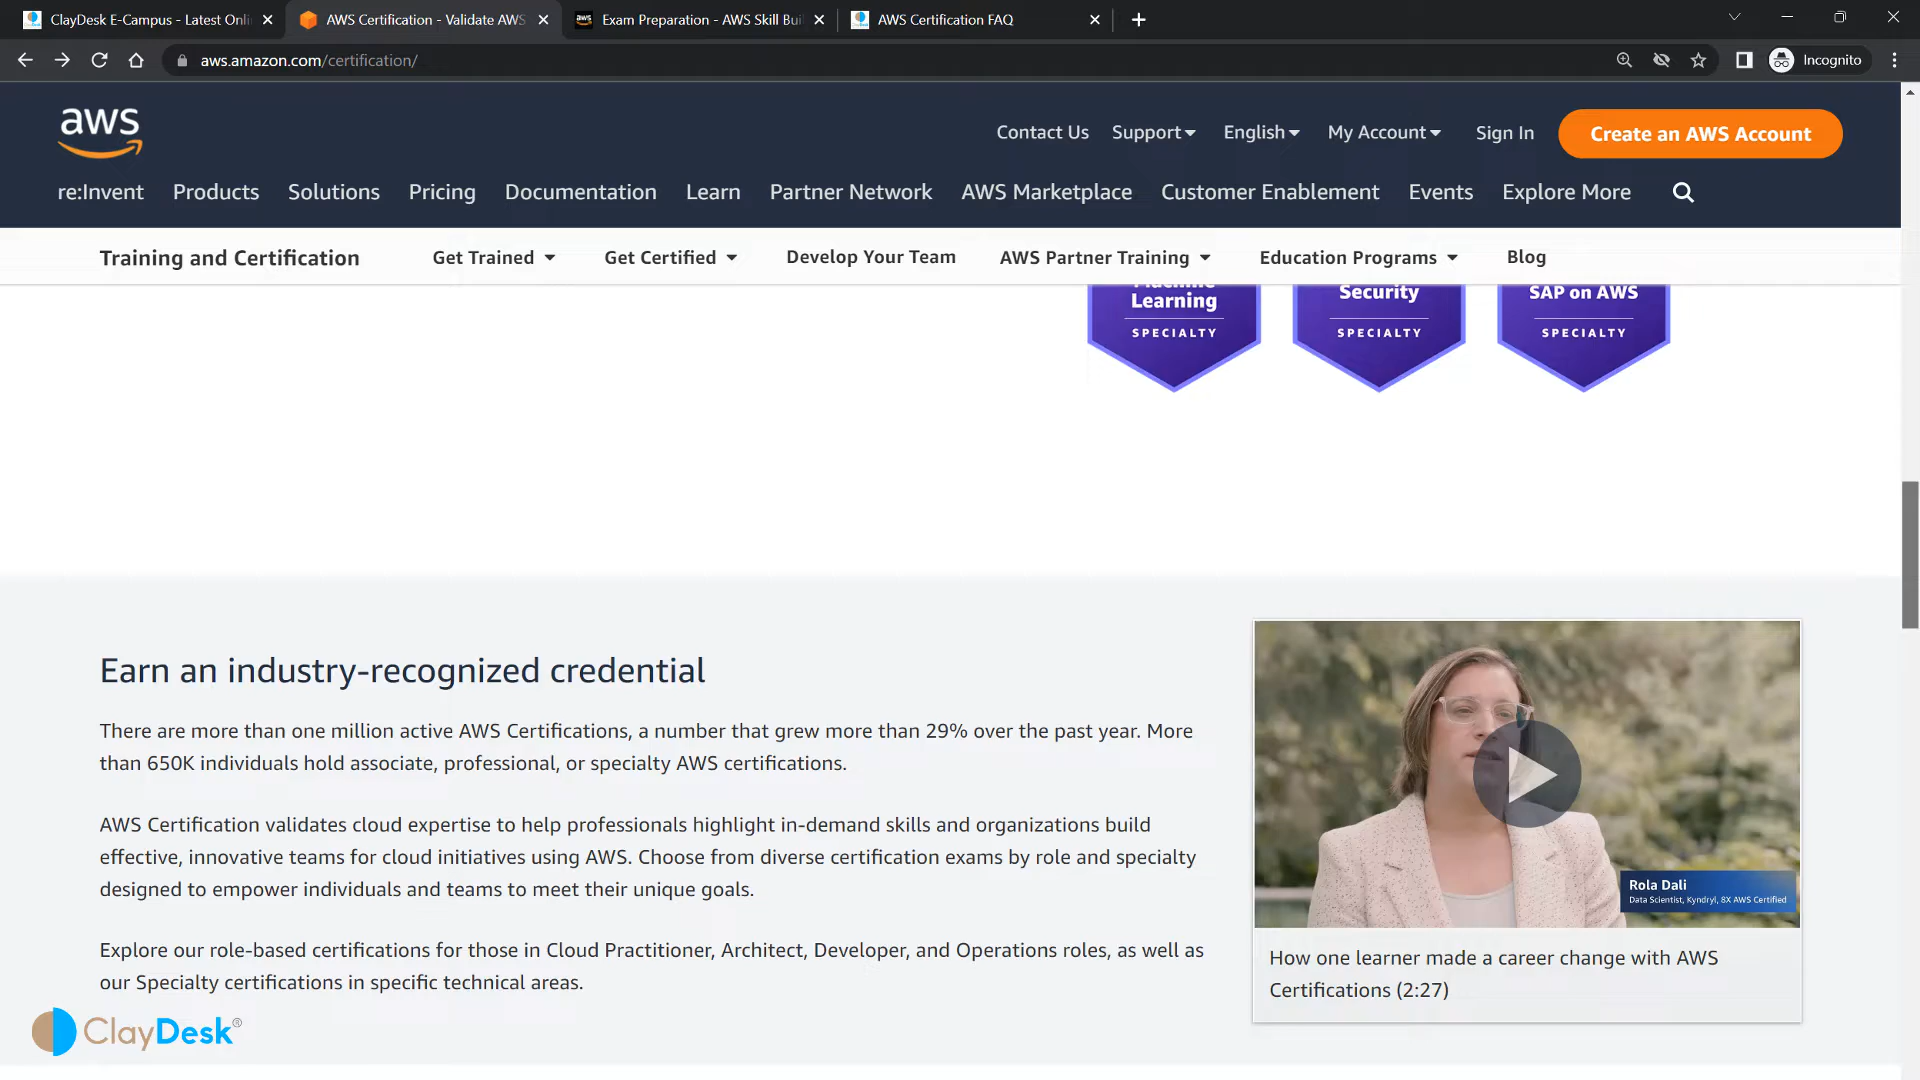 ClayDesk E-Campus - Latest Onli
AWS Certification - Validate AWS
aws
Exam Preparation - AWS Skill Bui
AWS Certification FAQ
aws.amazon.com/certification/
Incognito
aws
Contact Us
Support
English
My Account
Sign In
Create an AWS Account
re:Invent
Products
Solutions
Pricing
Documentation
Learn
Partner Network
AWS Marketplace
Customer Enablement
Events
Explore More
Training and Certification
Get Trained
Get Certified
Develop Your Team
AWS Partner Training
Education Programs
Blog
Machine
Learning
SPECIALTY
Security
SPECIALTY
SAP on AWS
SPECIALTY
Earn an industry-recognized credential
There are more than one million active AWS Certifications, a number that grew more than 29% over the past year. More
than 650K individuals hold associate, professional, or specialty AWS certifications.
AWS Certification validates cloud expertise to help professionals highlight in-demand skills and organizations build
effective, innovative teams for cloud initiatives using AWS. Choose from diverse certification exams by role and specialty
designed to empower individuals and teams to meet their unique goals.
Explore our role-based certifications for those in Cloud Practitioner, Architect, Developer, and Operations roles, as well as
our Specialty certifications in specific technical areas.
Rola Dali
Data Scientist, Kyndryl, 8X AWS Certified
How one learner made a career change with AWS
Certifications (2:27)
ClayDesk®